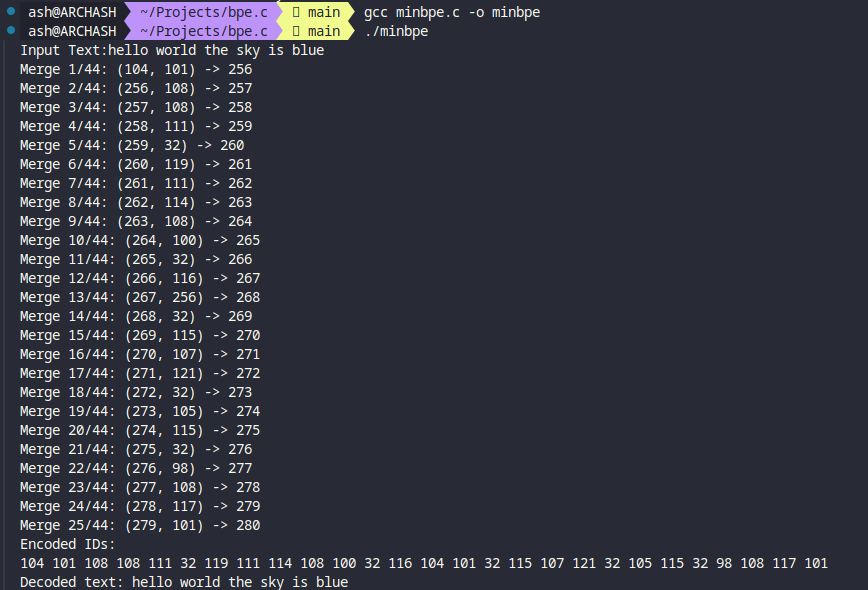 ash@ARCHASH ~/Projects/bpe.c main gcc minbpe.c -o minbpe
ash@ARCHASH ~/Projects/bpe.c main ./minbpe
Input Text:hello world the sky is blue
Merge 1/44: (104, 101) -> 256
Merge 2/44: (256, 108) -> 257
Merge 3/44: (257, 108) -> 258
Merge 4/44: (258, 111) -> 259
Merge 5/44: (259, 32) -> 260
Merge 6/44: (260, 119) -> 261
Merge 7/44: (261, 111) -> 262
Merge 8/44: (262, 114) -> 263
Merge 9/44: (263, 108) -> 264
Merge 10/44: (264, 100) -> 265
Merge 11/44: (265, 32) -> 266
Merge 12/44: (266, 116) -> 267
Merge 13/44: (267, 256) -> 268
Merge 14/44: (268, 32) -> 269
Merge 15/44: (269, 115) -> 270
Merge 16/44: (270, 107) -> 271
Merge 17/44: (271, 121) -> 272
Merge 18/44: (272, 32) -> 273
Merge 19/44: (273, 105) -> 274
Merge 20/44: (274, 115) -> 275
Merge 21/44: (275, 32) -> 276
Merge 22/44: (276, 98) -> 277
Merge 23/44: (277, 108) -> 278
Merge 24/44: (278, 117) -> 279
Merge 25/44: (279, 101) -> 280
Encoded IDs:
104 101 108 108 111 32 119 111 114 108 100 32 116 104 101 32 115 107 121 32 105 115 32 98 108 117 101
Decoded text: hello world the sky is blue